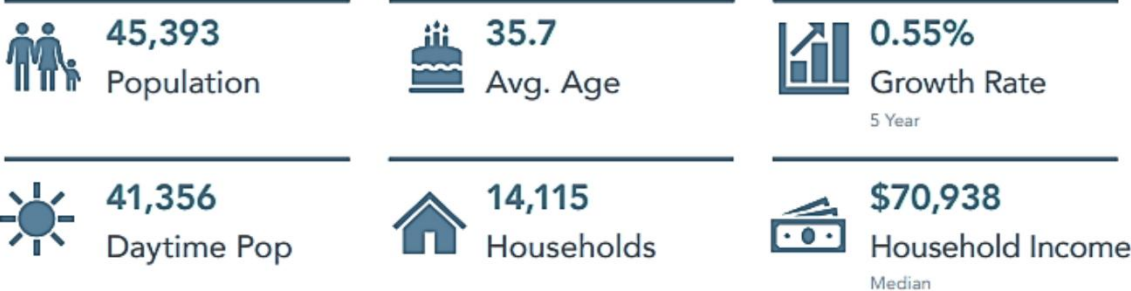 45,393
Population
35.7
Avg. Age
0.55%
Growth Rate
5 Year
41,356
Daytime Pop
14,115
Households
$70,938
Household Income
Median